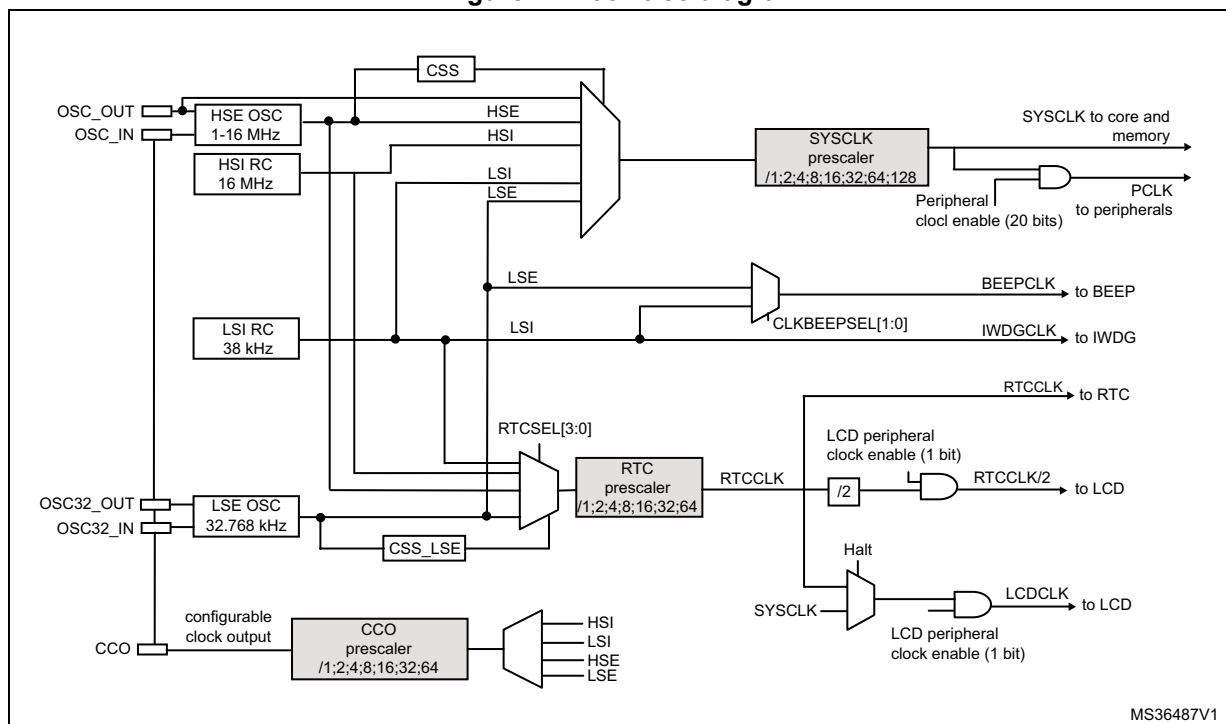 CSS
OSC_OUT
OSC_IN
HSE OSC
1-16 MHz
HSE
HSI
HSI RC
16 MHz
LSI
LSE
SYSCLK
prescaler
/1;2;4;8;16;32;64;128
SYSCLK to core and
memory
Peripheral
clocl enable (20 bits)
PCLK
to peripherals
LSE
BEEPCLK
to BEEP
CLKBEEPSEL[1:0]
LSI RC
38 kHz
LSI
IWDGCLK
to IWDG
RTCCLK
to RTC
RTCSEL[3:0]
LCD peripheral
clock enable (1 bit)
RTC
prescaler
/1;2;4;8;16;32;64
RTCCLK
/2
RTCCLK/2
to LCD
OSC32_OUT
OSC32_IN
LSE OSC
32.768 kHz
CSS_LSE
Halt
SYSCLK
LCDCLK
to LCD
LCD peripheral
clock enable (1 bit)
configurable
clock output
CCO
CCO
prescaler
/1;2;4;8;16;32;64
HSI
LSI
HSE
LSE
MS36487V1